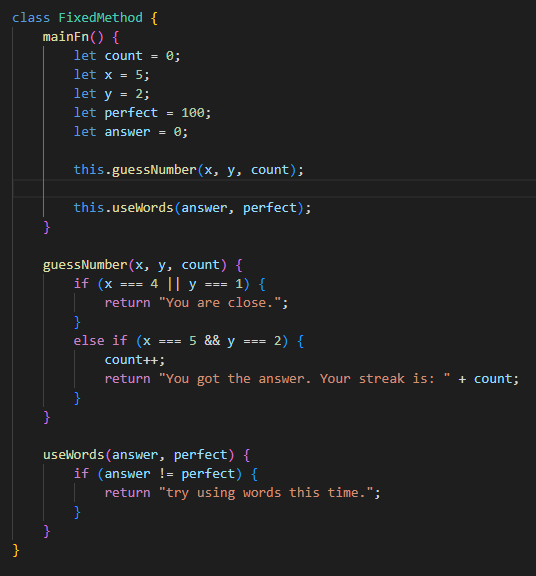 class FixedMethod {
    mainFn() {
        let count = 0;
        let x = 5;
        let y = 2;
        let perfect = 100;
        let answer = 0;

        this.guessNumber(x, y, count);

        this.useWords(answer, perfect);
    }

    guessNumber(x, y, count) {
        if (x === 4 || y === 1) {
            return "You are close.";
        }
        else if (x === 5 && y === 2) {
            count++;
            return "You got the answer. Your streak is: " + count;
        }
    }

    useWords(answer, perfect) {
        if (answer != perfect) {
            return "try using words this time.";
        }
    }
}